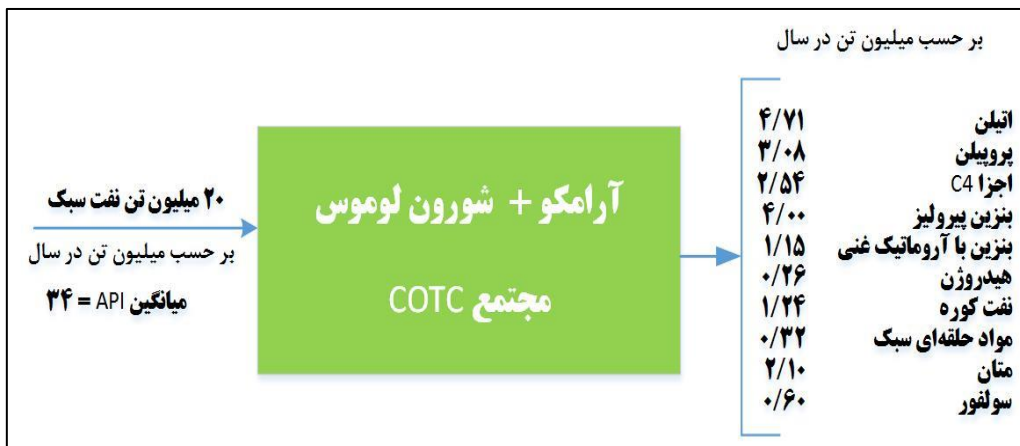 بر حسب میلیون تن در سال
۲۰ میلیون تن نفت سبک
بر حسب میلیون تن در سال
میانگین API = ۳۴
آرامکو + شورون لوموس
مجتمع COTC
اتیلن ۴/۷۱
پروپیلن ۳/۰۸
اجزا C4 ۲/۵۴
بنزین پیرولیز ۴/۰۰
بنزین با آروماتیک غنی ۱/۱۵
هیدروژن ۰/۲۶
نفت کوره ۱/۲۴
مواد حلقه‌ای سبک ۰/۳۲
متان ۲/۱۰
سولفور ۰/۶۰